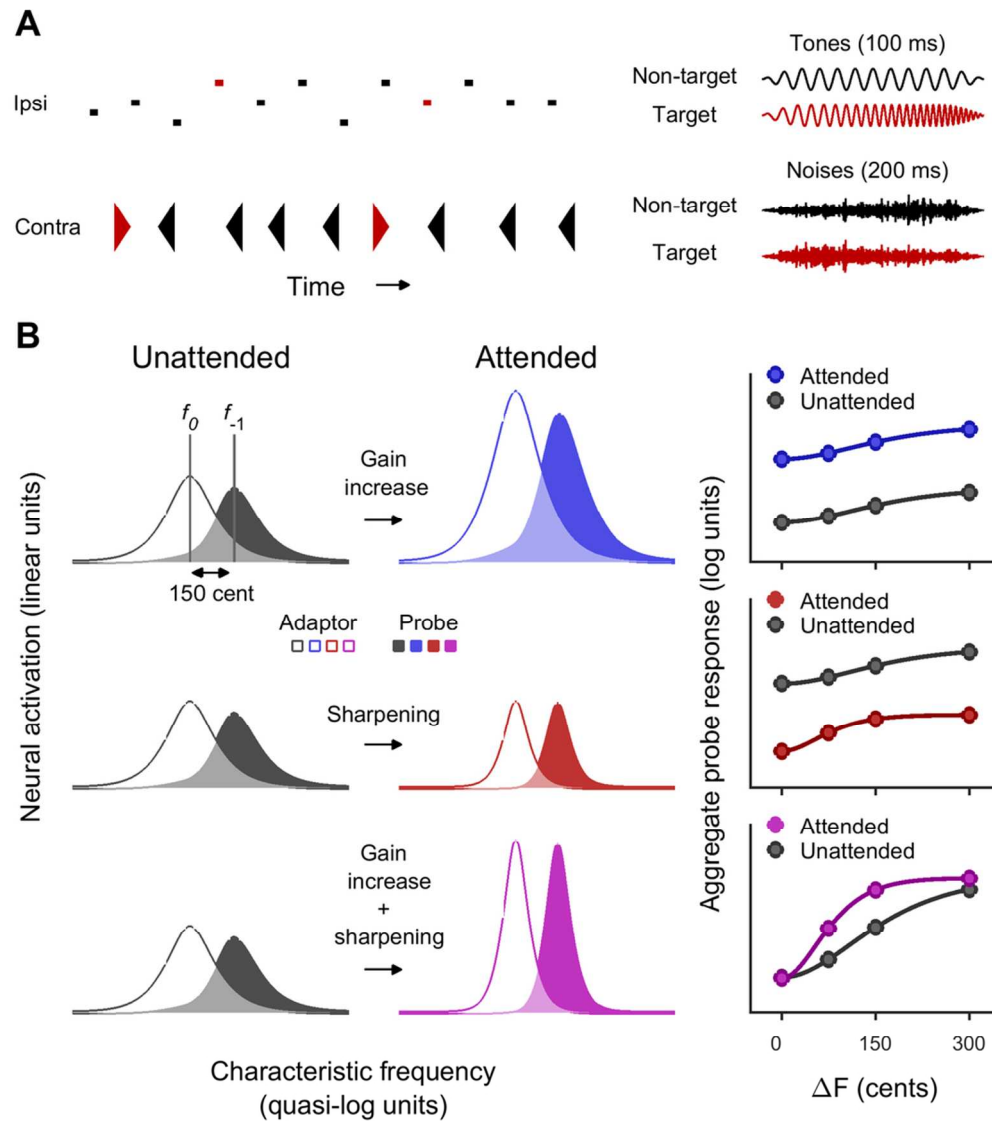 A
Ipsi
Contra
Time
Tones (100 ms)
Non-target
Target
Noises (200 ms)
Non-target
Target
B
Unattended
Attended
f0
f-1
150 cent
Gain
increase
Adaptor
Probe
Sharpening
Gain
increase
+
sharpening
Neural activation (linear units)
Characteristic frequency
(quasi-log units)
Aggregate probe response (log units)
Attended
Unattended
Attended
Unattended
Attended
Unattended
0 150 300
ΔF (cents)